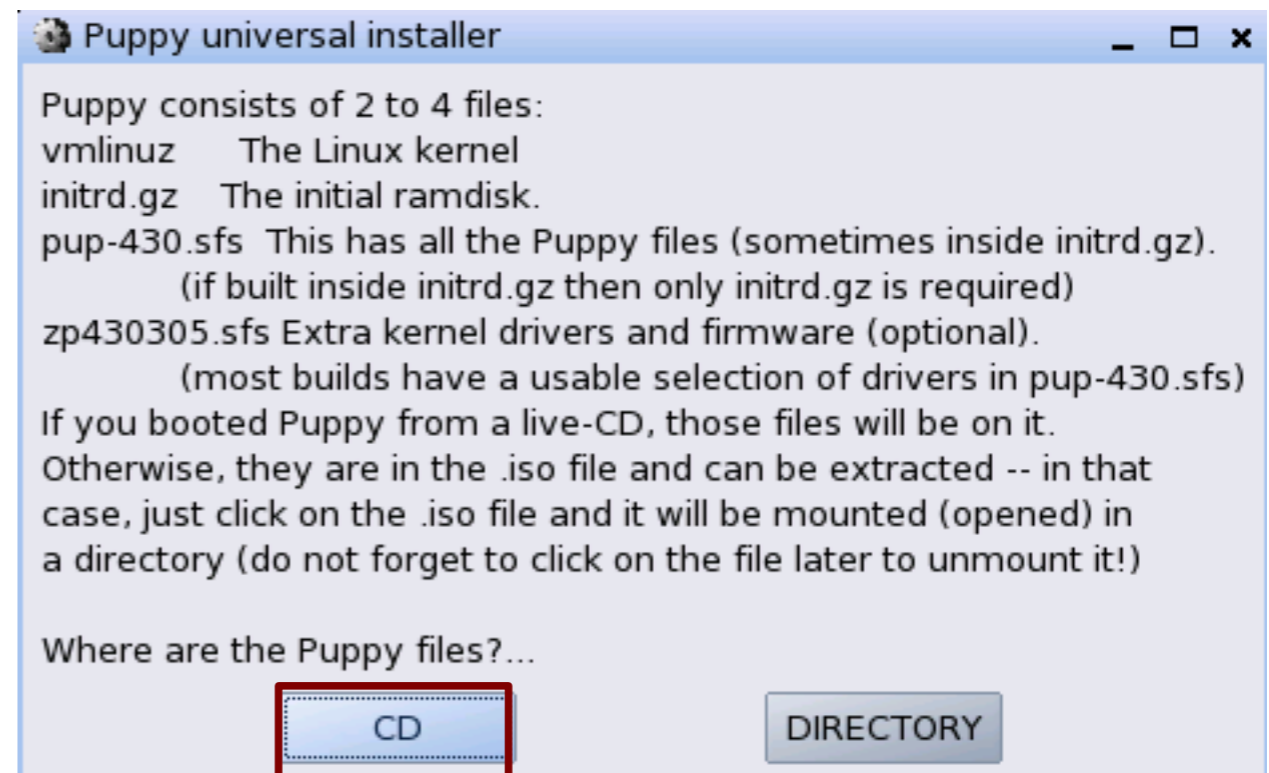 Puppy universal installer
Puppy consists of 2 to 4 files:
vmlinuz The Linux kernel
initrd.gz The initial ramdisk.
pup-430.sfs This has all the Puppy files (sometimes inside initrd.gz).
(if built inside initrd.gz then only initrd.gz is required)
zp430305.sfs Extra kernel drivers and firmware (optional).
(most builds have a usable selection of drivers in pup-430.sfs)
If you booted Puppy from a live-CD, those files will be on it.
Otherwise, they are in the .iso file and can be extracted -- in that
case, just click on the .iso file and it will be mounted (opened) in
a directory (do not forget to click on the file later to unmount it!)
Where are the Puppy files?...
CD DIRECTORY